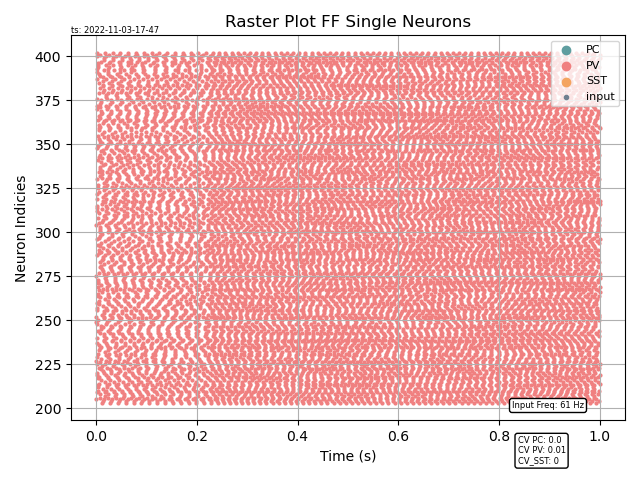 Raster Plot FF Single Neurons
ts: 2022-11-03-17-47
PC
PV
SST
input
400
375
350
325
300
275
250
225
200
Neuron Indicies
Input Freq: 61 Hz
0.0
0.2
0.4
0.6
0.8
1.0
Time (s)
CV PC: 0.0
CV PV: 0.01
CV_SST: 0